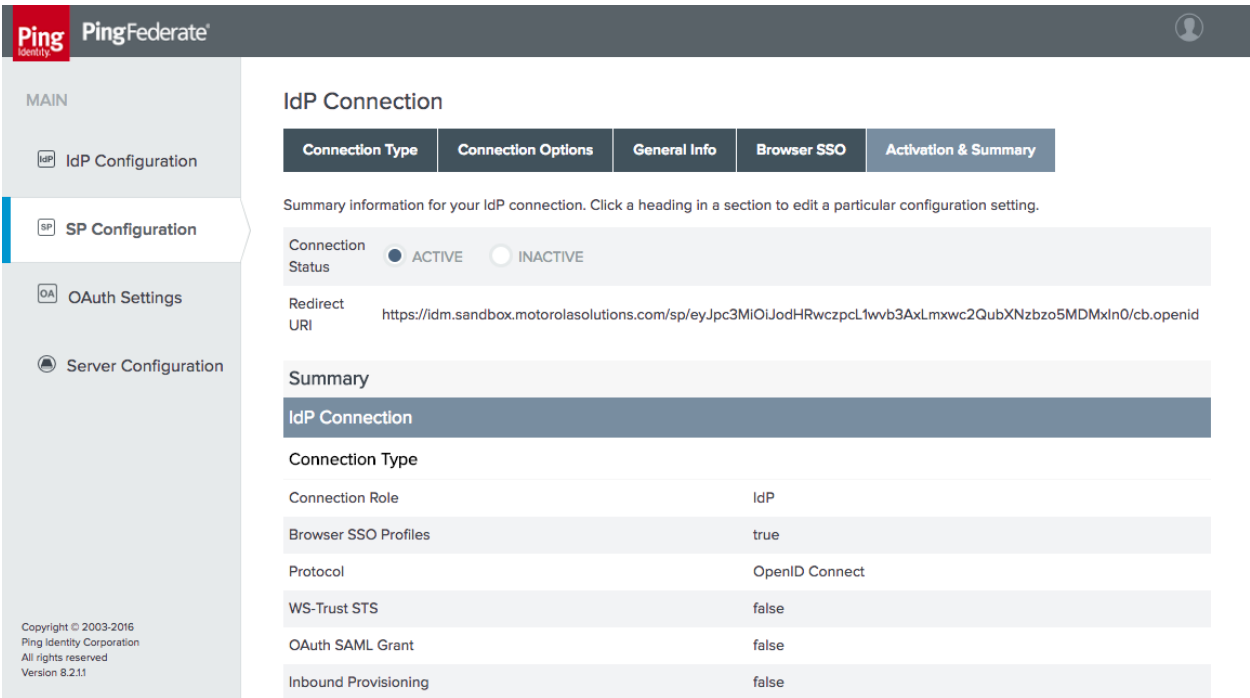 Ping
Identity.
PingFederate®
MAIN
IdP
IdP Configuration
SP
SP Configuration
OA
OAuth Settings
Server Configuration
Copyright © 2003-2016
Ping Identity Corporation
All rights reserved
Version 8.2.1.1
IdP Connection
Connection Type
Connection Options
General Info
Browser SSO
Activation & Summary
Summary information for your IdP connection. Click a heading in a section to edit a particular configuration setting.
Connection
Status
ACTIVE
INACTIVE
Redirect
URI
https://idm.sandbox.motorolasolutions.com/sp/eyJpc3MiOiJodHRwczpcL1wvb3AxLmxwc2QubXNzbzo5MDMxIn0/cb.openid
Summary
IdP Connection
Connection Type
Connection Role IdP
Browser SSO Profiles true
Protocol OpenID Connect
WS-Trust STS false
OAuth SAML Grant false
Inbound Provisioning false